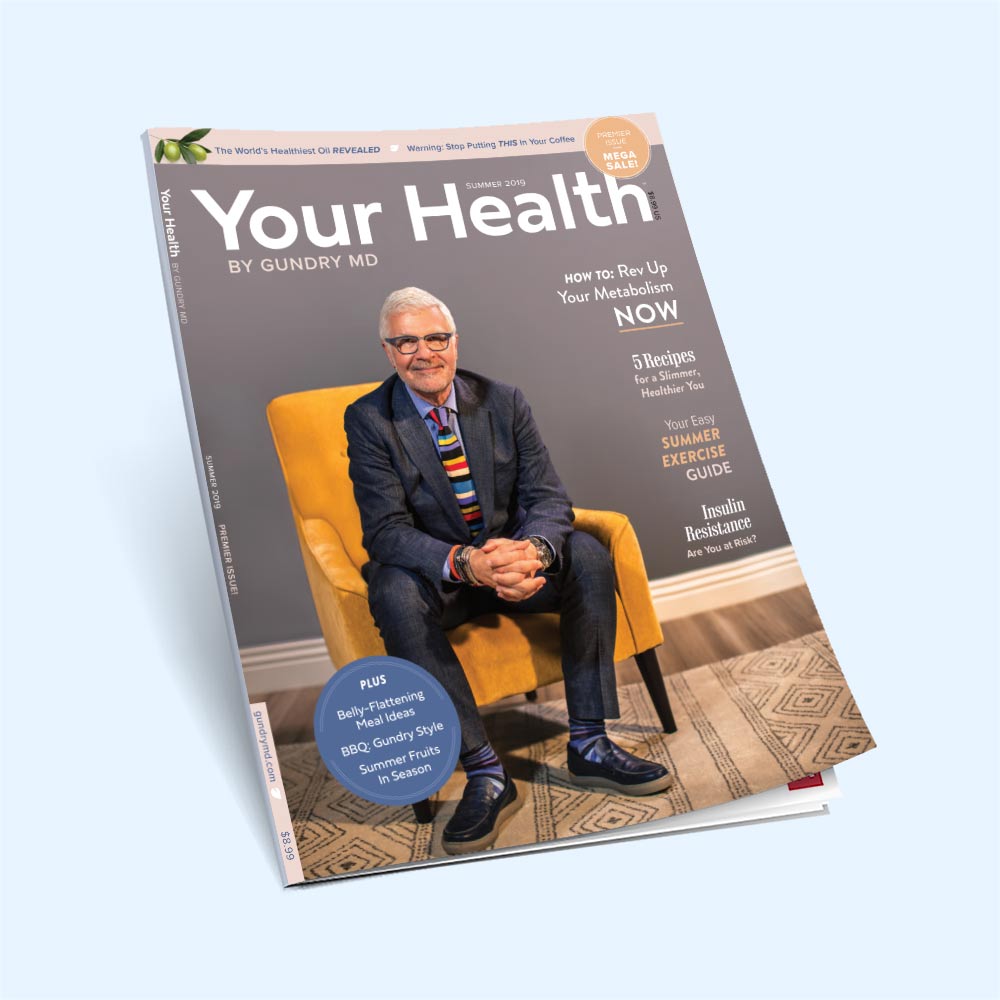 The World's Healthiest Oil REVEALED Warning: Stop Putting THIS In Your Coffee
PREMIER
ISSUE
MEGA
SALE!
SUMMER 2019
Your Health
$8.99 US
BY GUNDRY MD
HOW TO: Rev Up
Your Metabolism
NOW
5 Recipes
for a Slimmer,
Healthier You
Your Easy
SUMMER
EXERCISE
GUIDE
Insulin
Resistance
Are You at Risk?
PLUS
Belly-Flattening
Meal Ideas
BBQ: Gundry Style
Summer Fruits
In Season
Your Health BY GUNDRY MD
SUMMER 2019 PREMIER ISSUE!
gundrymd.com
$8.99